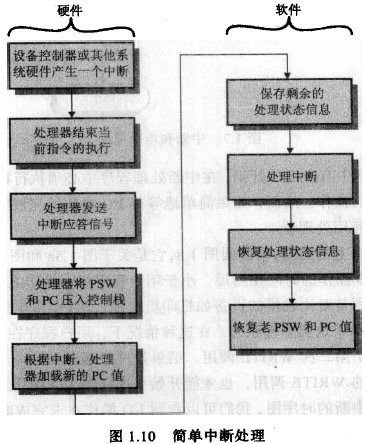 硬件
设备控制器或其他系
统硬件产生一个中断
处理器结束当
前指令的执行
处理器发送
中断应答信号
处理器将 PSW
和 PC 压入控制栈
根据中断，处理
器加载新的 PC 值
软件
保存剩余的
处理状态信息
处理中断
恢复处理状态信息
恢复老 PSW 和 PC 值
图 1.10 简单中断处理